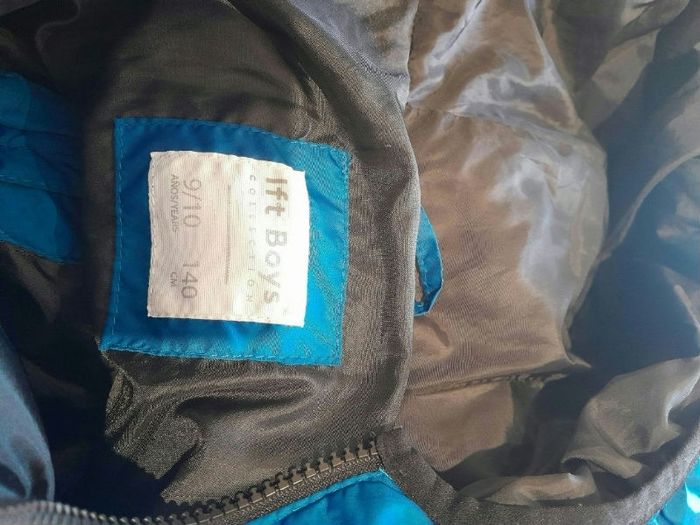 lft Boys
COLLECTION
9/10 140
AÑOS/YEARS CM